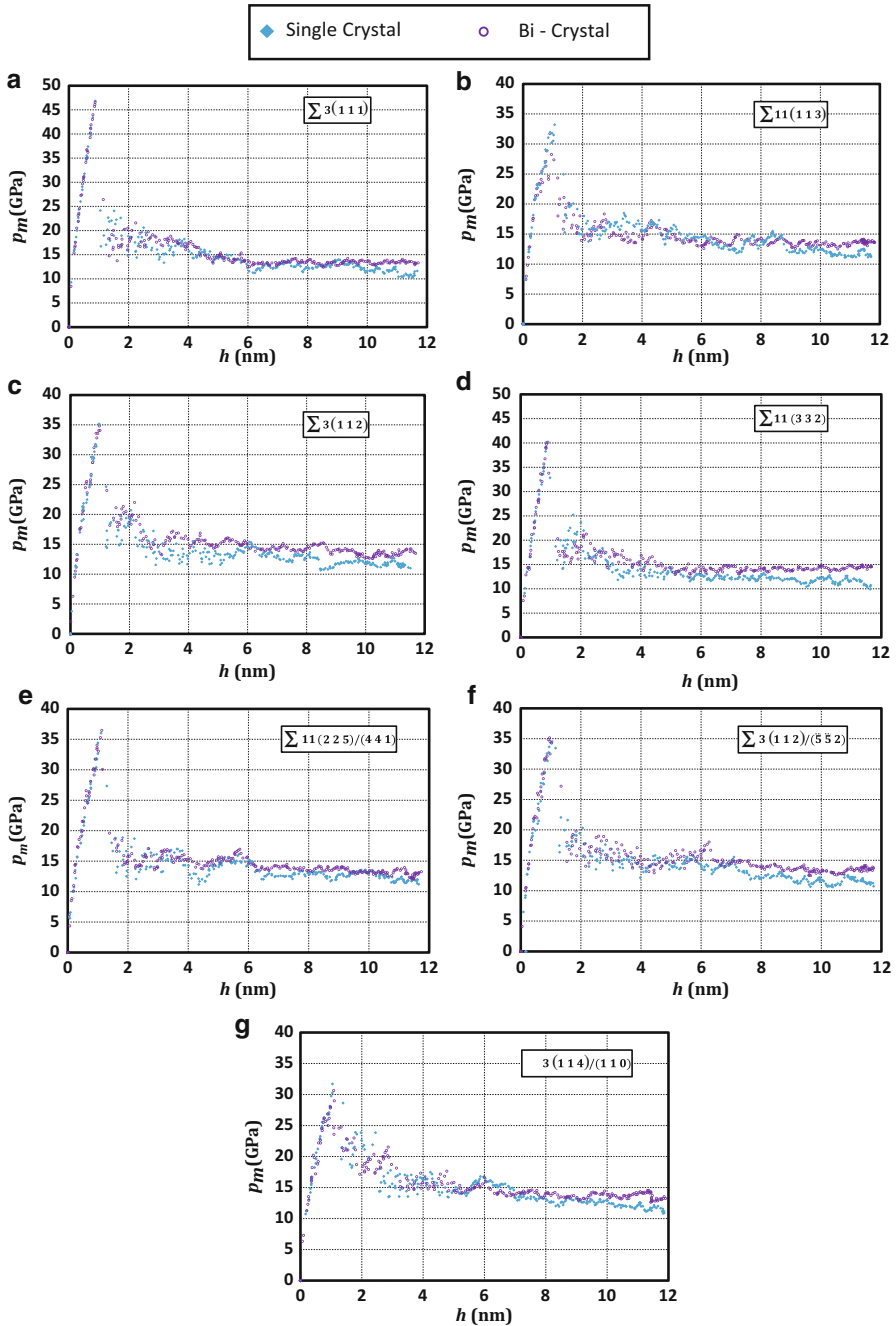 Single Crystal Bi - Crystal
a
50
45
40
35
30
25
20
15
10
5
0
p_m(GPa)
∑ 3(1 1 1)
0 2 4 6 8 10 12
h (nm)
b
40
35
30
25
20
15
10
5
0
p_m(GPa)
∑ 11(1 1 3)
0 2 4 6 8 10 12
h (nm)
c
40
35
30
25
20
15
10
5
0
p_m(GPa)
∑ 3(1 1 2)
0 2 4 6 8 10 12
h (nm)
d
50
45
40
35
30
25
20
15
10
5
0
p_m(GPa)
∑ 11(3 3 2)
0 2 4 6 8 10 12
h (nm)
e
40
35
30
25
20
15
10
5
0
p_m(GPa)
∑ 11 (2 2 5)/(4 4 1)
0 2 4 6 8 10 12
h (nm)
f
40
35
30
25
20
15
10
5
0
p_m(GPa)
∑ 3 (1 1 2)/(5 5 2)
0 2 4 6 8 10 12
h (nm)
g
40
35
30
25
20
15
10
5
0
p_m(GPa)
3 (1 1 4)/(1 1 0)
0 2 4 6 8 10 12
h (nm)